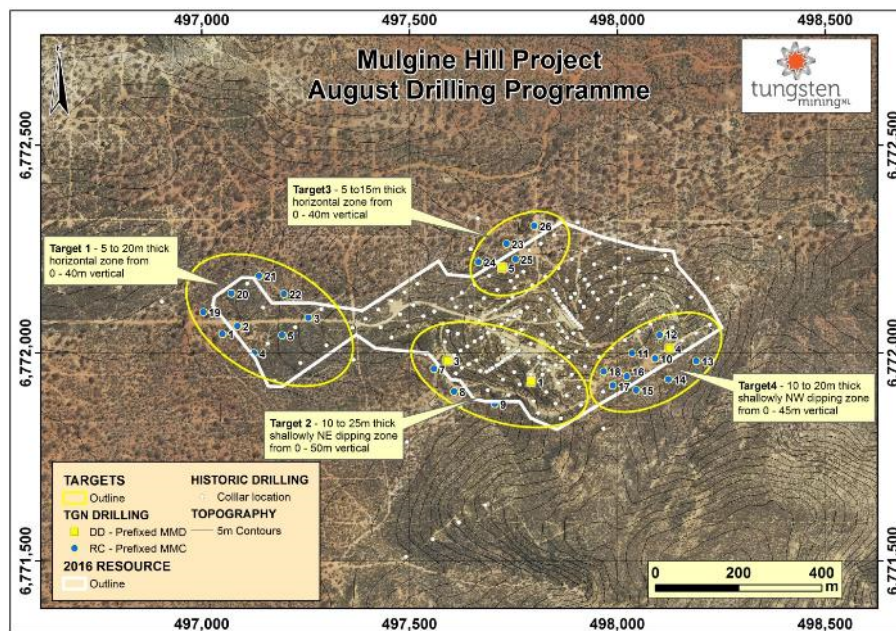 497,000
497,500
498,000
498,500
Mulgine Hill Project
August Drilling Programme
tungsten
mining NL
6,772,500
6,772,500
Target3 - 5 to15m thick
horizontal zone from
0 - 40m vertical
Target 1 - 5 to 20m thick
horizontal zone from
0 - 40m vertical
26
23
24
25
5
21
20
22
19
3
2
1
5
4
6,772,000
6,772,000
12
4
11
10
13
18
16
14
17
15
3
7
1
8
9
Target4 - 10 to 20m thick
shallowly NW dipping zone
from 0 - 45m vertical
Target 2 - 10 to 25m thick
shallowly NE dipping zone
from 0 - 50m vertical
TARGETS
Outline
TGN DRILLING
DD - Prefixed MMD
RC - Prefixed MMC
2016 RESOURCE
Outline
HISTORIC DRILLING
Colllar location
TOPOGRAPHY
5m Contours
6,771,500
6,771,500
0
200
400
m
497,000
497,500
498,000
498,500